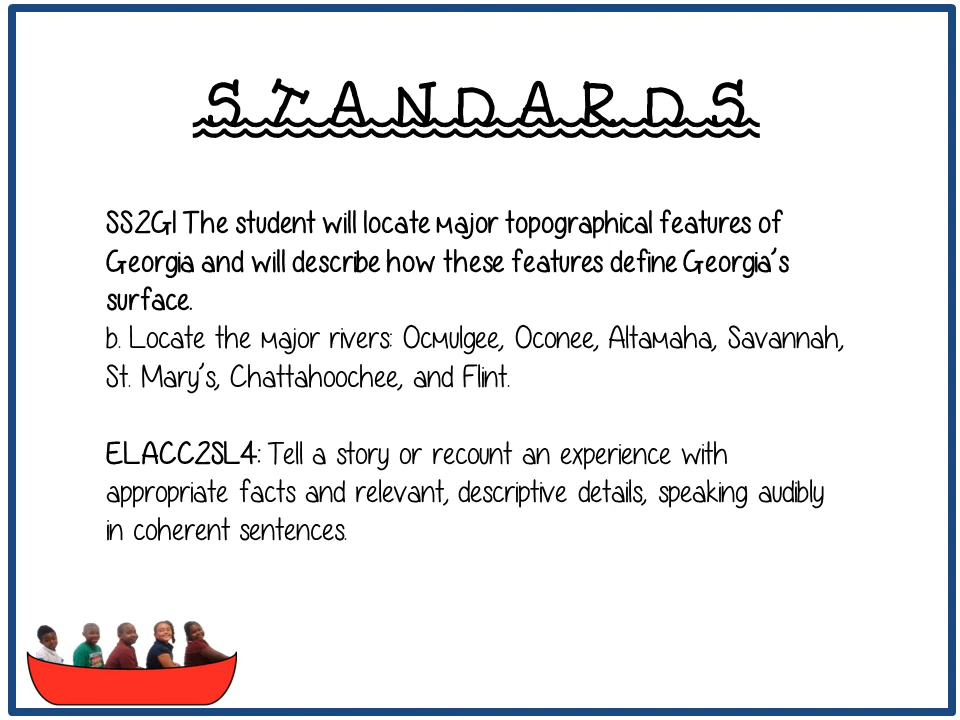 STANDARDS
SS2G1 The student will locate major topographical features of
Georgia and will describe how these features define Georgia's
surface.
b. Locate the major rivers: Ocmulgee, Oconee, Altamaha, Savannah,
St. Mary's, Chattahoochee, and Flint.
ELACC2SL4: Tell a story or recount an experience with
appropriate facts and relevant, descriptive details, speaking audibly
in coherent sentences.